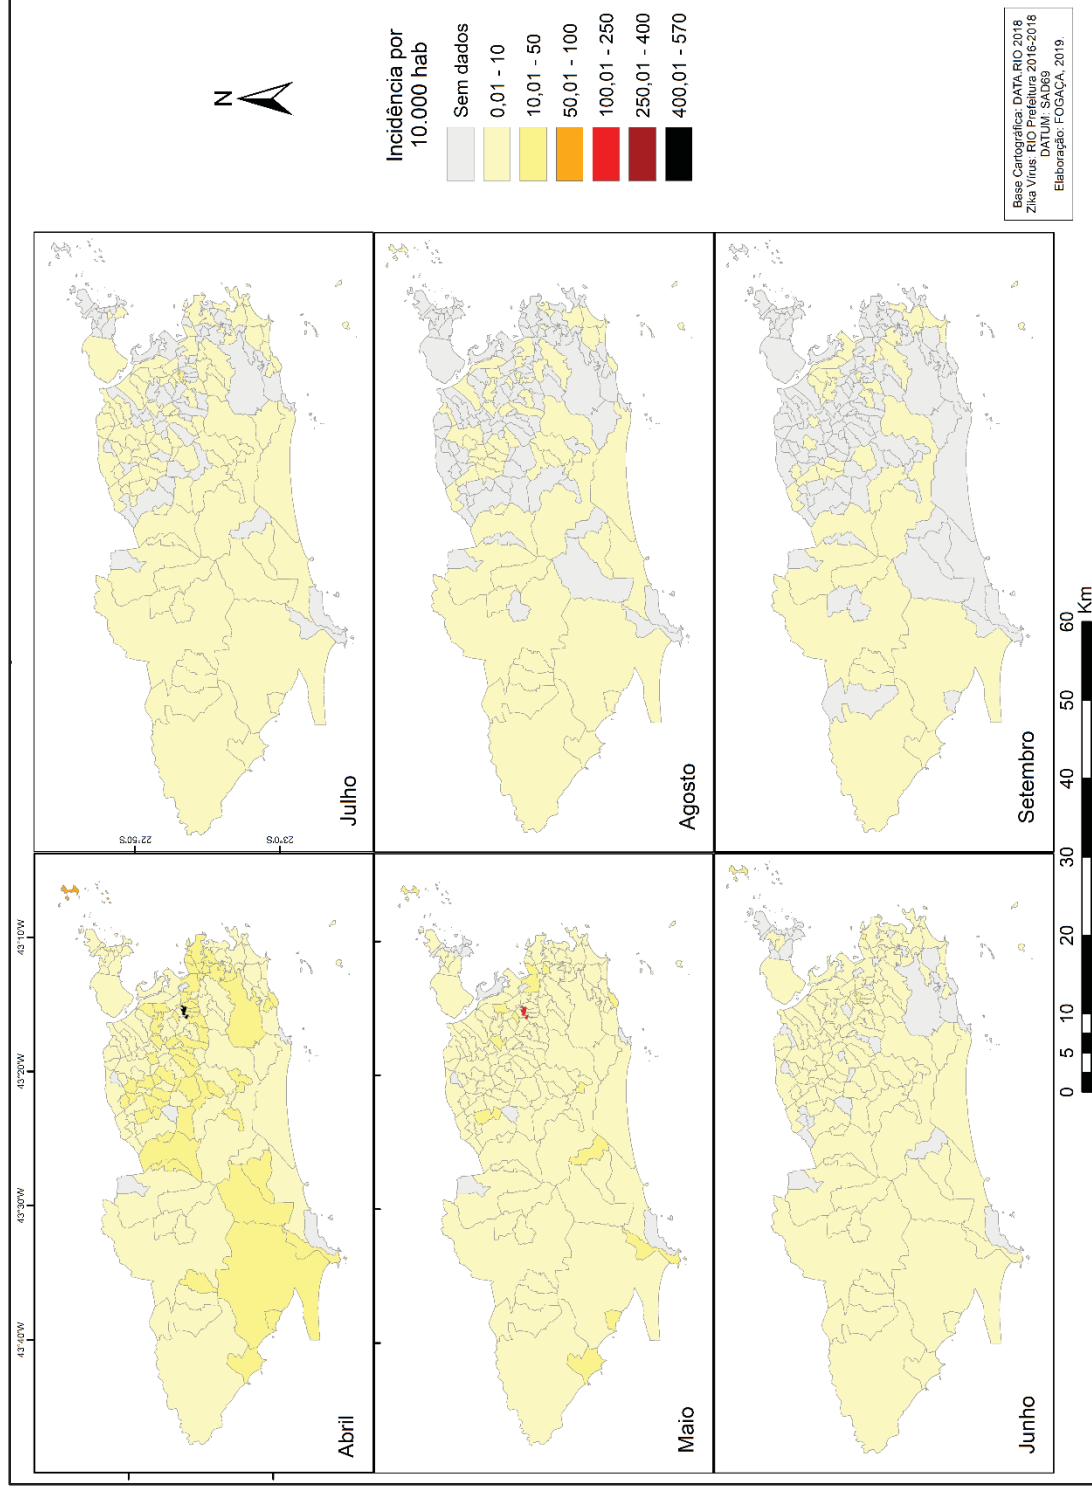 43°40'W
43°30'W
43°20'W
43°10'W
22°50'S
23°0'S
Abril
Julho
Maio
Agosto
Junho
Setembro
N
Incidência por
10.000 hab
Sem dados
0,01 - 10
10,01 - 50
50,01 - 100
100,01 - 250
250,01 - 400
400,01 - 570
0 5 10 20 30 40 50 60
Km
Base Cartográfica: DATA.RIO 2018
Zika Vírus: RIO Prefeitura 2016-2018
DATUM: SAD69
Elaboração: FOGAÇA, 2019.